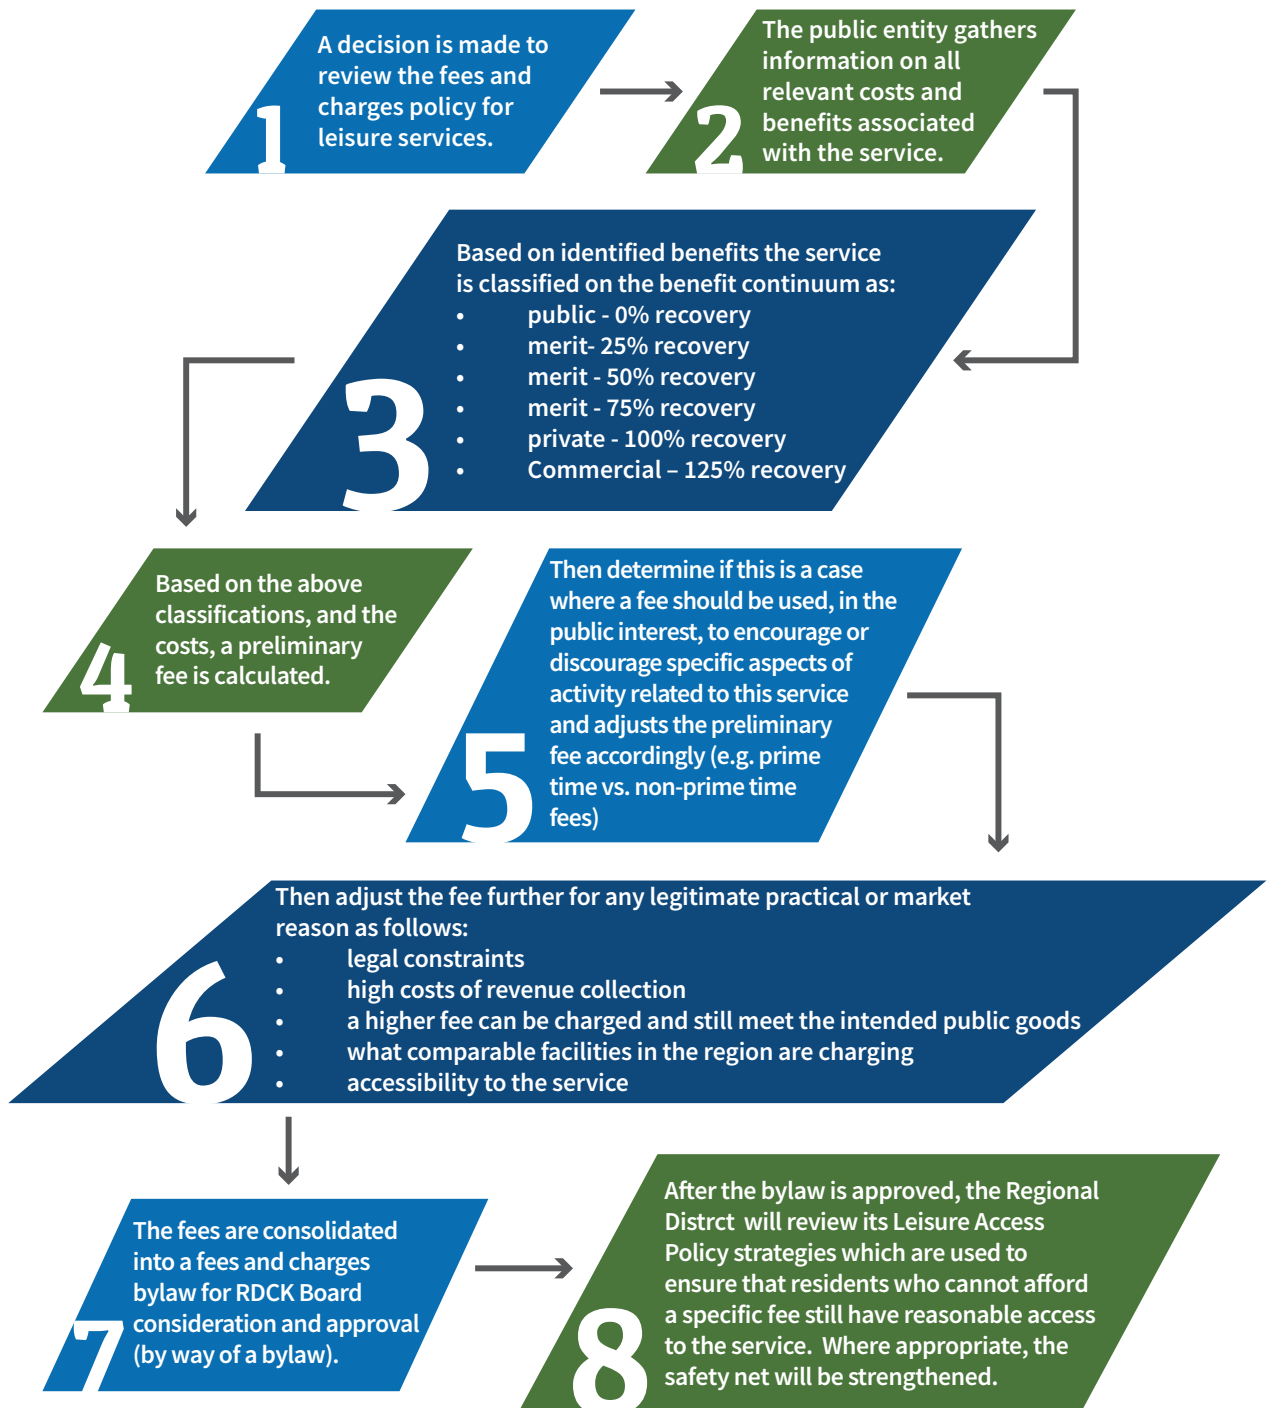 1
A decision is made to
review the fees and
charges policy for
leisure services.
2
The public entity gathers
information on all
relevant costs and
benefits associated
with the service.
3
Based on identified benefits the service
is classified on the benefit continuum as:
• public - 0% recovery
• merit- 25% recovery
• merit - 50% recovery
• merit - 75% recovery
• private - 100% recovery
• Commercial – 125% recovery
4
Based on the above
classifications, and the
costs, a preliminary
fee is calculated.
5
Then determine if this is a case
where a fee should be used, in the
public interest, to encourage or
discourage specific aspects of
activity related to this service
and adjusts the preliminary
fee accordingly (e.g. prime
time vs. non-prime time
fees)
6
Then adjust the fee further for any legitimate practical or market
reason as follows:
• legal constraints
• high costs of revenue collection
• a higher fee can be charged and still meet the intended public goods
• what comparable facilities in the region are charging
• accessibility to the service
7
The fees are consolidated
into a fees and charges
bylaw for RDCK Board
consideration and approval
(by way of a bylaw).
8
After the bylaw is approved, the Regional
Distrct will review its Leisure Access
Policy strategies which are used to
ensure that residents who cannot afford
a specific fee still have reasonable access
to the service. Where appropriate, the
safety net will be strengthened.